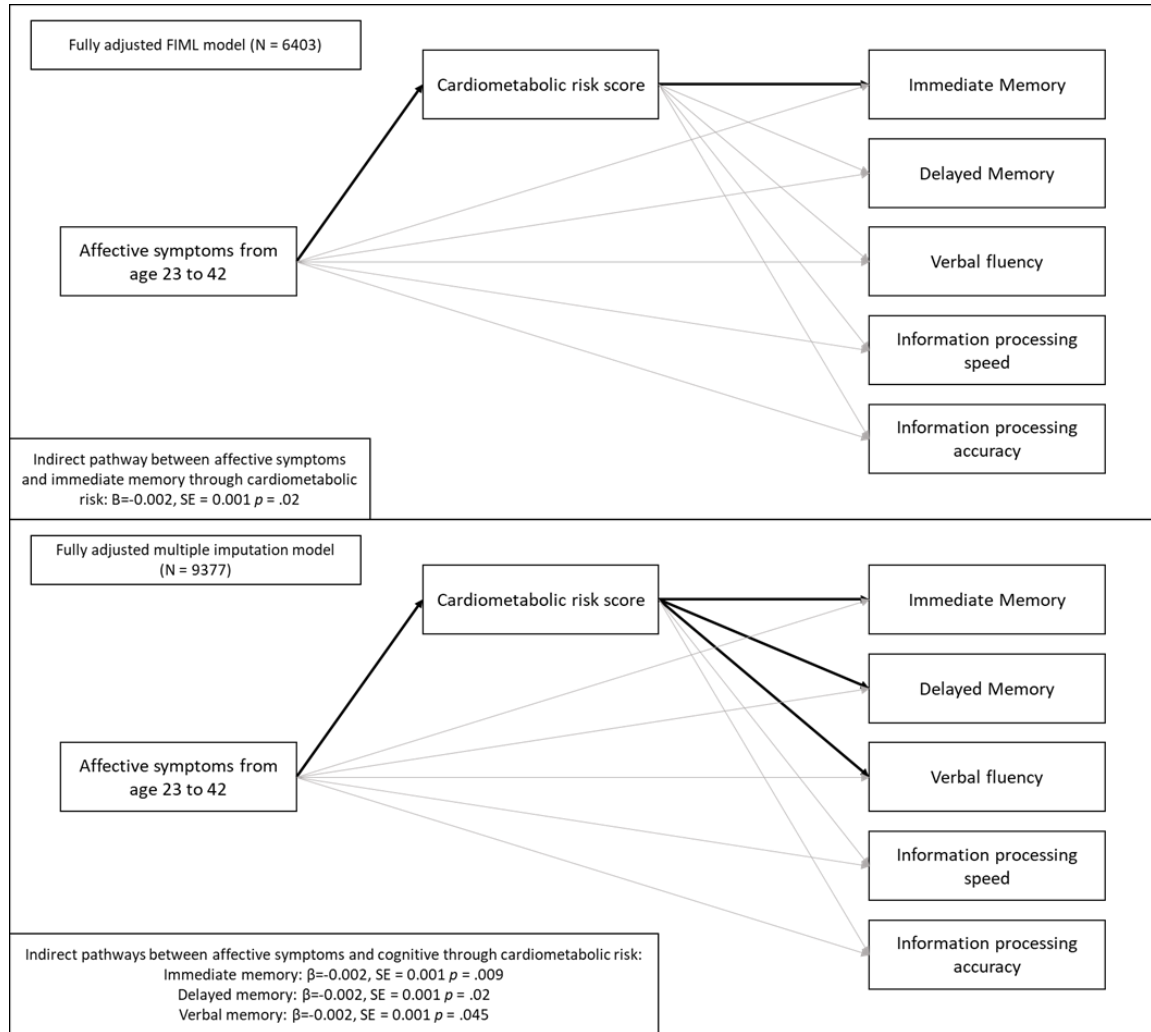 Fully adjusted FIML model (N = 6403)
Cardiometabolic risk score
Immediate Memory
Delayed Memory
Affective symptoms from
age 23 to 42
Verbal fluency
Information processing
speed
Information processing
accuracy
Indirect pathway between affective symptoms
and immediate memory through cardiometabolic
risk: B=-0.002, SE = 0.001 p = .02
Fully adjusted multiple imputation model
(N = 9377)
Cardiometabolic risk score
Immediate Memory
Delayed Memory
Affective symptoms from
age 23 to 42
Verbal fluency
Information processing
speed
Information processing
accuracy
Indirect pathways between affective symptoms and cognitive through cardiometabolic risk:
Immediate memory: β=-0.002, SE = 0.001 p = .009
Delayed memory: β=-0.002, SE = 0.001 p = .02
Verbal memory: β=-0.002, SE = 0.001 p = .045